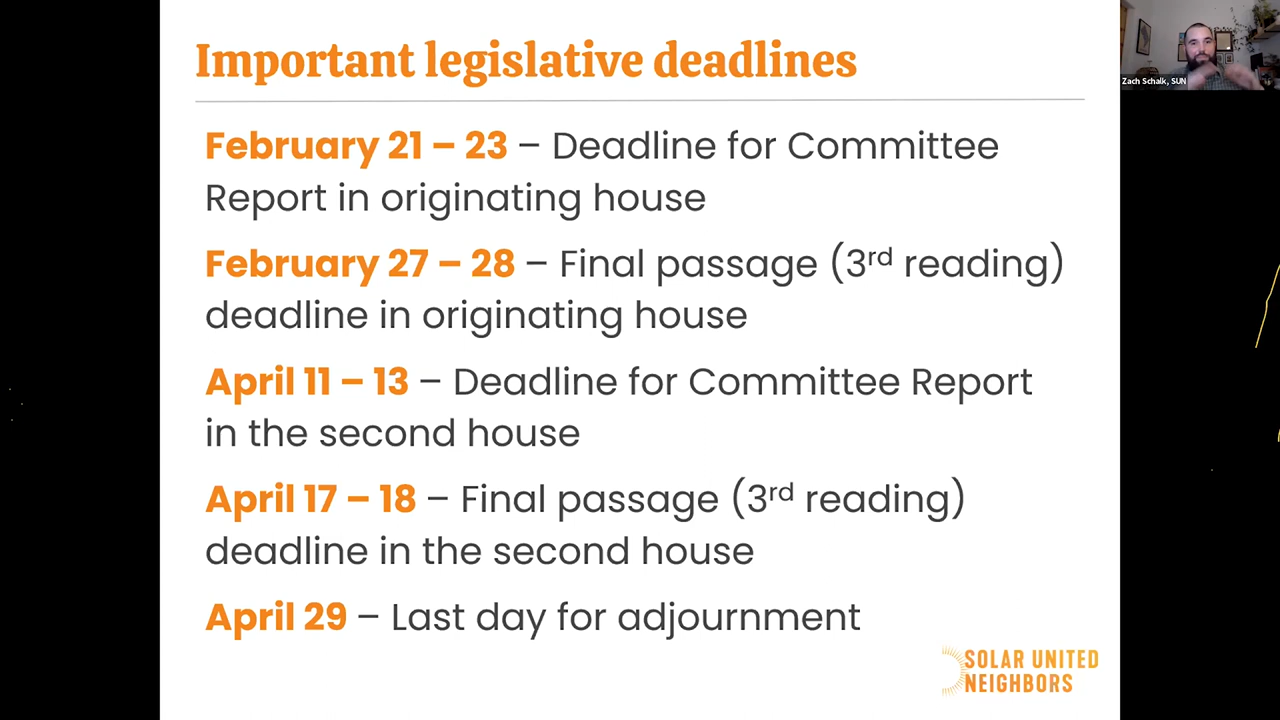 Important legislative deadlines
Zach Schalk, SUN
February 21 – 23 – Deadline for Committee
Report in originating house
February 27 – 28 – Final passage (3rd reading)
deadline in originating house
April 11 – 13 – Deadline for Committee Report
in the second house
April 17 – 18 – Final passage (3rd reading)
deadline in the second house
April 29 – Last day for adjournment
SOLAR UNITED
NEIGHBORS